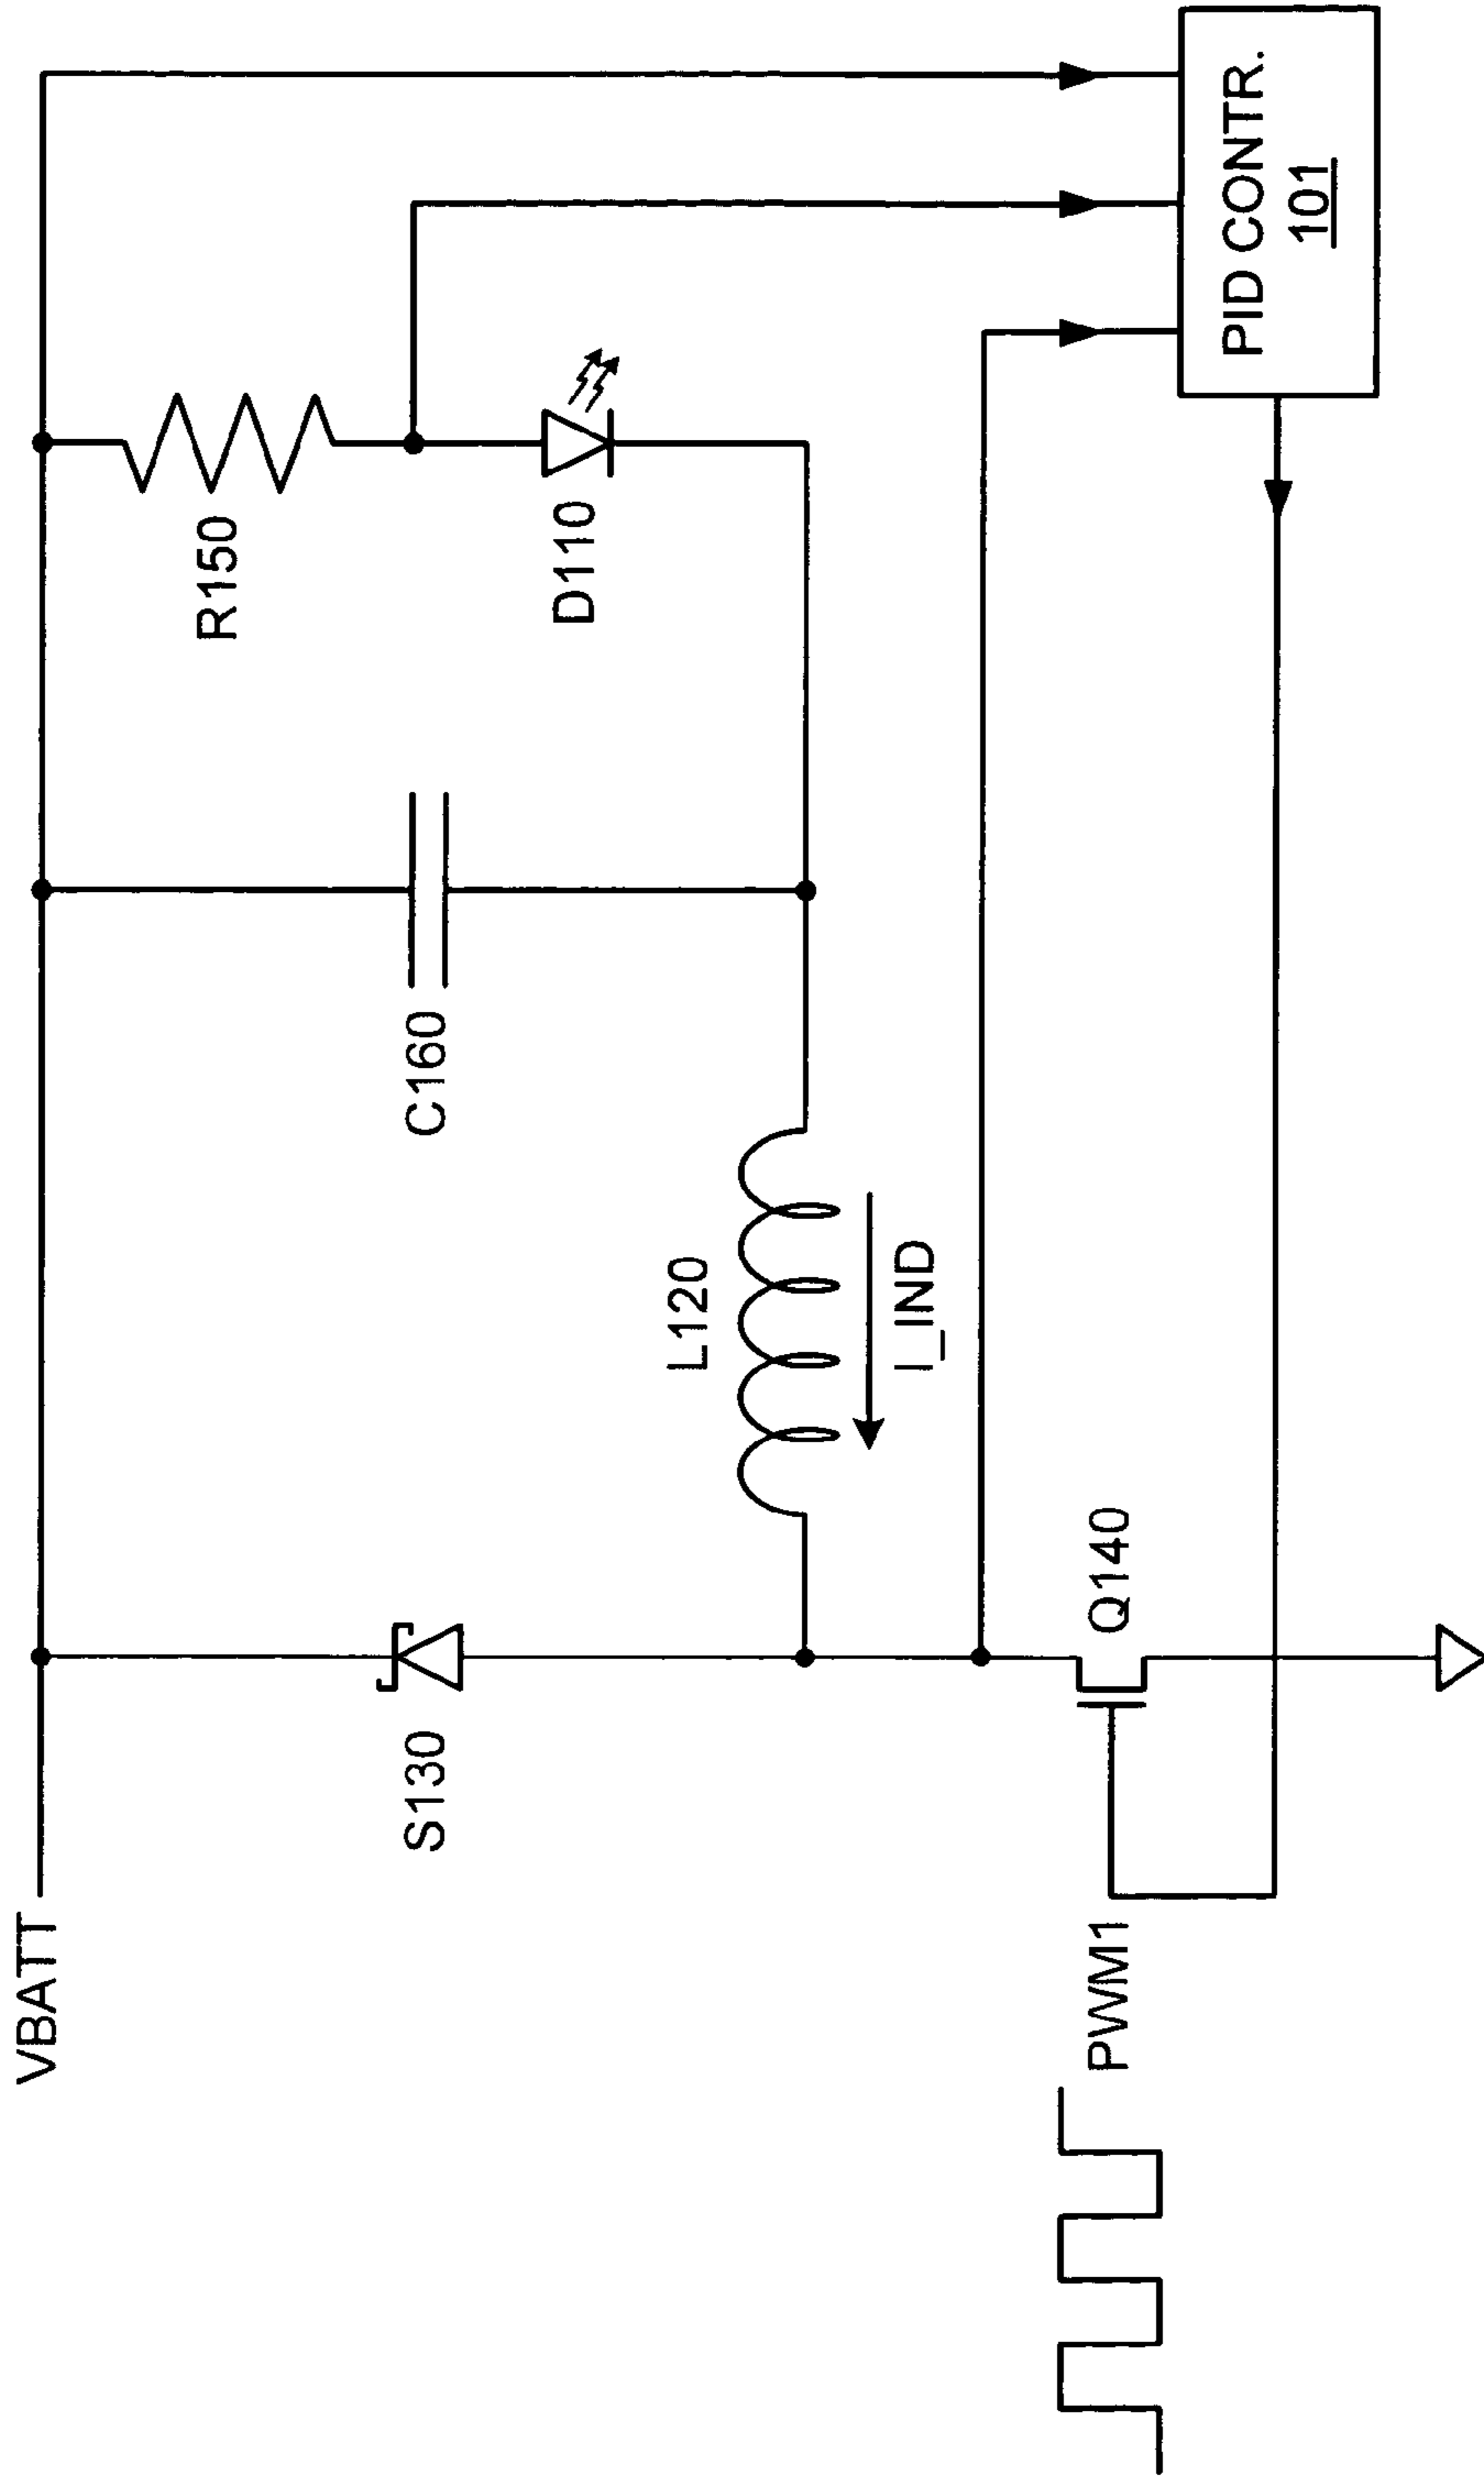 VBATT
S130
C160
R150
D110
L120
I_IND
Q140
PWM1
PID CONTR.
101